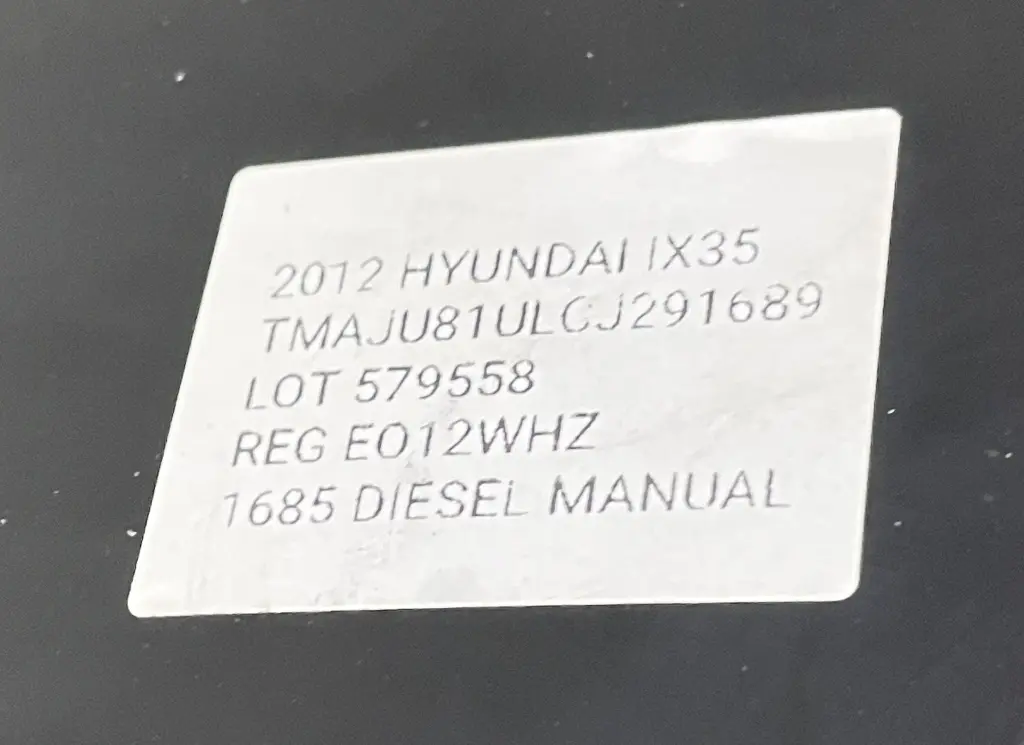 2012 HYUNDAI IX35
TMAJU81ULCJ291689
LOT 579558
REG EO12WHZ
1685 DIESEL MANUAL